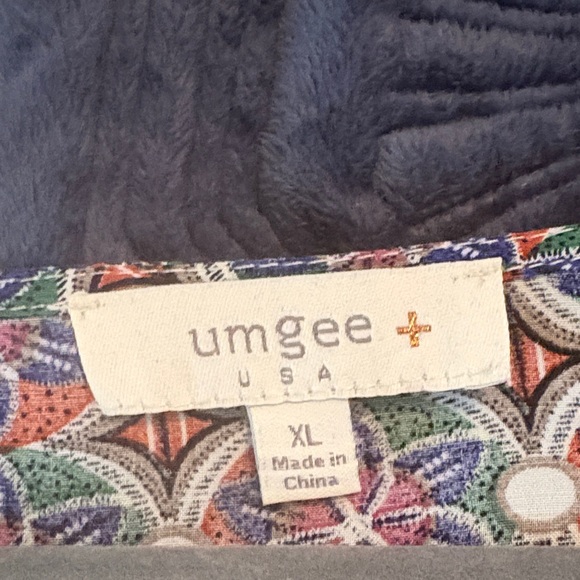 umgee +
USA
XL
Made in
China